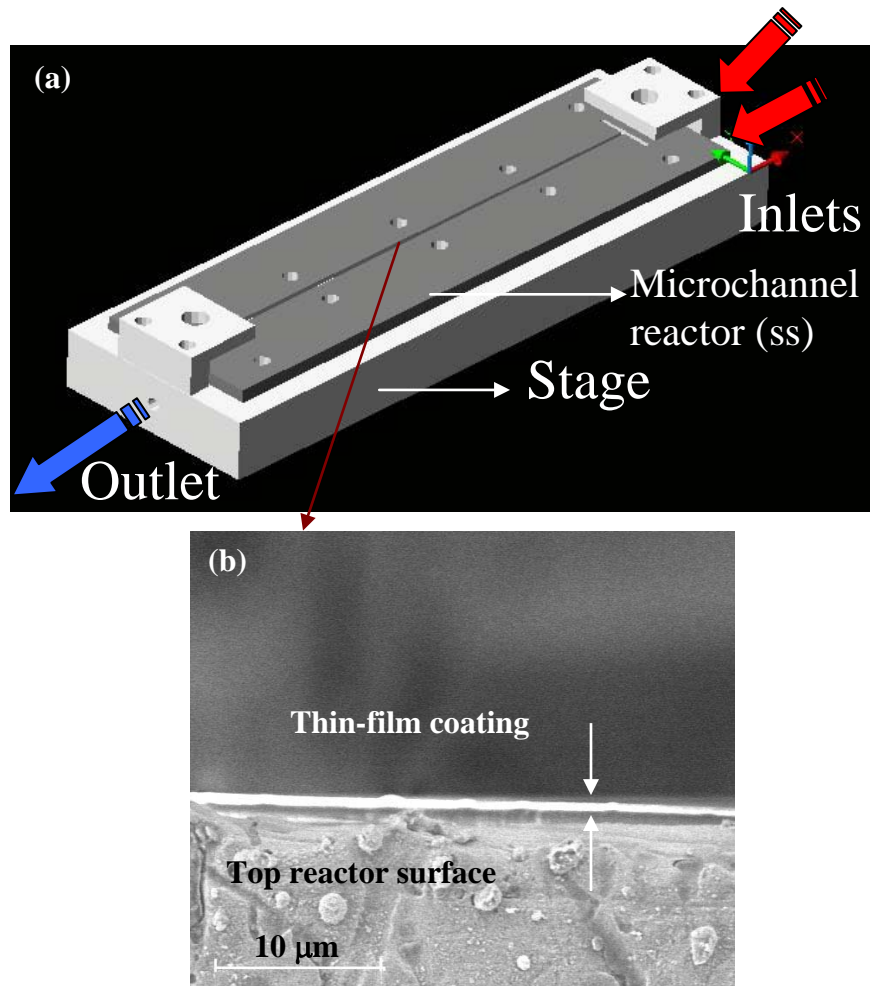 (a)
Inlets
Microchannel
reactor (ss)
Stage
Outlet
(b)
Thin-film coating
Top reactor surface
10 μm